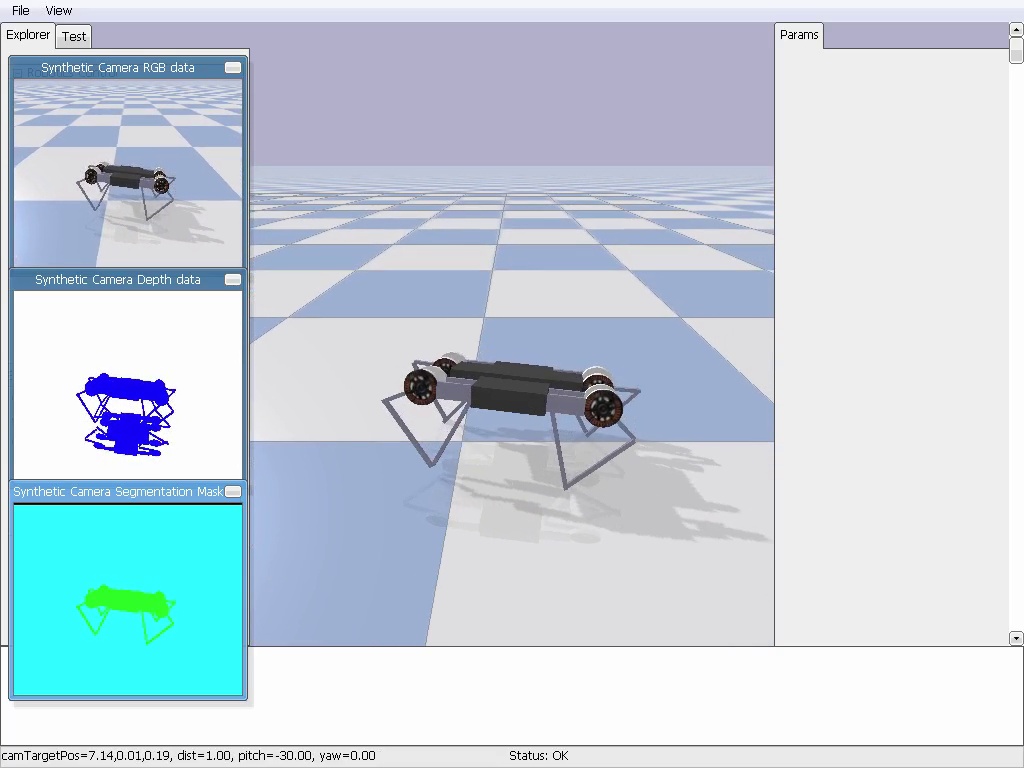 File View
Explorer Test
Params
Synthetic Camera RGB data
Synthetic Camera Depth data
Synthetic Camera Segmentation Mask
camTargetPos=7.14,0.01,0.19, dist=1.00, pitch=-30.00, yaw=0.00
Status: OK